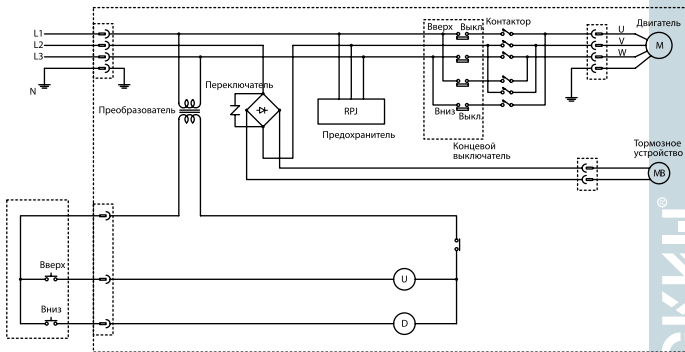 Двигатель
Контактор
Вверх Выкл
L1
L2
L3
N
U
V
W
M
Переключатель
Преобразователь
RPJ
Предохранитель
Вниз Выкл.
Концевой
выключатель
Тормозное
устройство
MB
®
Вверх
U
Вниз
D